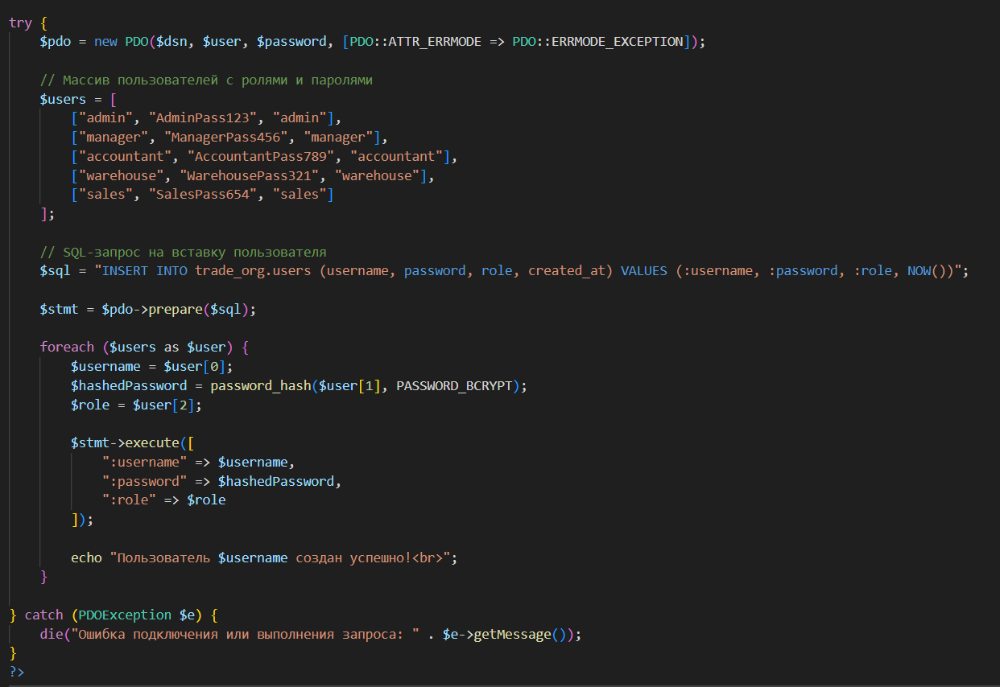 try {
$pdo = new PDO($dsn, $user, $password, [PDO::ATTR_ERRMODE => PDO::ERRMODE_EXCEPTION]);
// Массив пользователей с ролями и паролями
$users = [
["admin", "AdminPass123", "admin"],
["manager", "ManagerPass456", "manager"],
["accountant", "AccountantPass789", "accountant"],
["warehouse", "WarehousePass321", "warehouse"],
["sales", "SalesPass654", "sales"]
];
// SQL-запрос на вставку пользователя
$sql = "INSERT INTO trade_org.users (username, password, role, created_at) VALUES (:username, :password, :role, NOW())";
$stmt = $pdo->prepare($sql);
foreach ($users as $user) {
$username = $user[0];
$hashedPassword = password_hash($user[1], PASSWORD_BCRYPT);
$role = $user[2];
$stmt->execute([
":username" => $username,
":password" => $hashedPassword,
":role" => $role
]);
echo "Пользователь $username создан успешно!<br>";
}
} catch (PDOException $e) {
die("Ошибка подключения или выполнения запроса: " . $e->getMessage());
}
?>